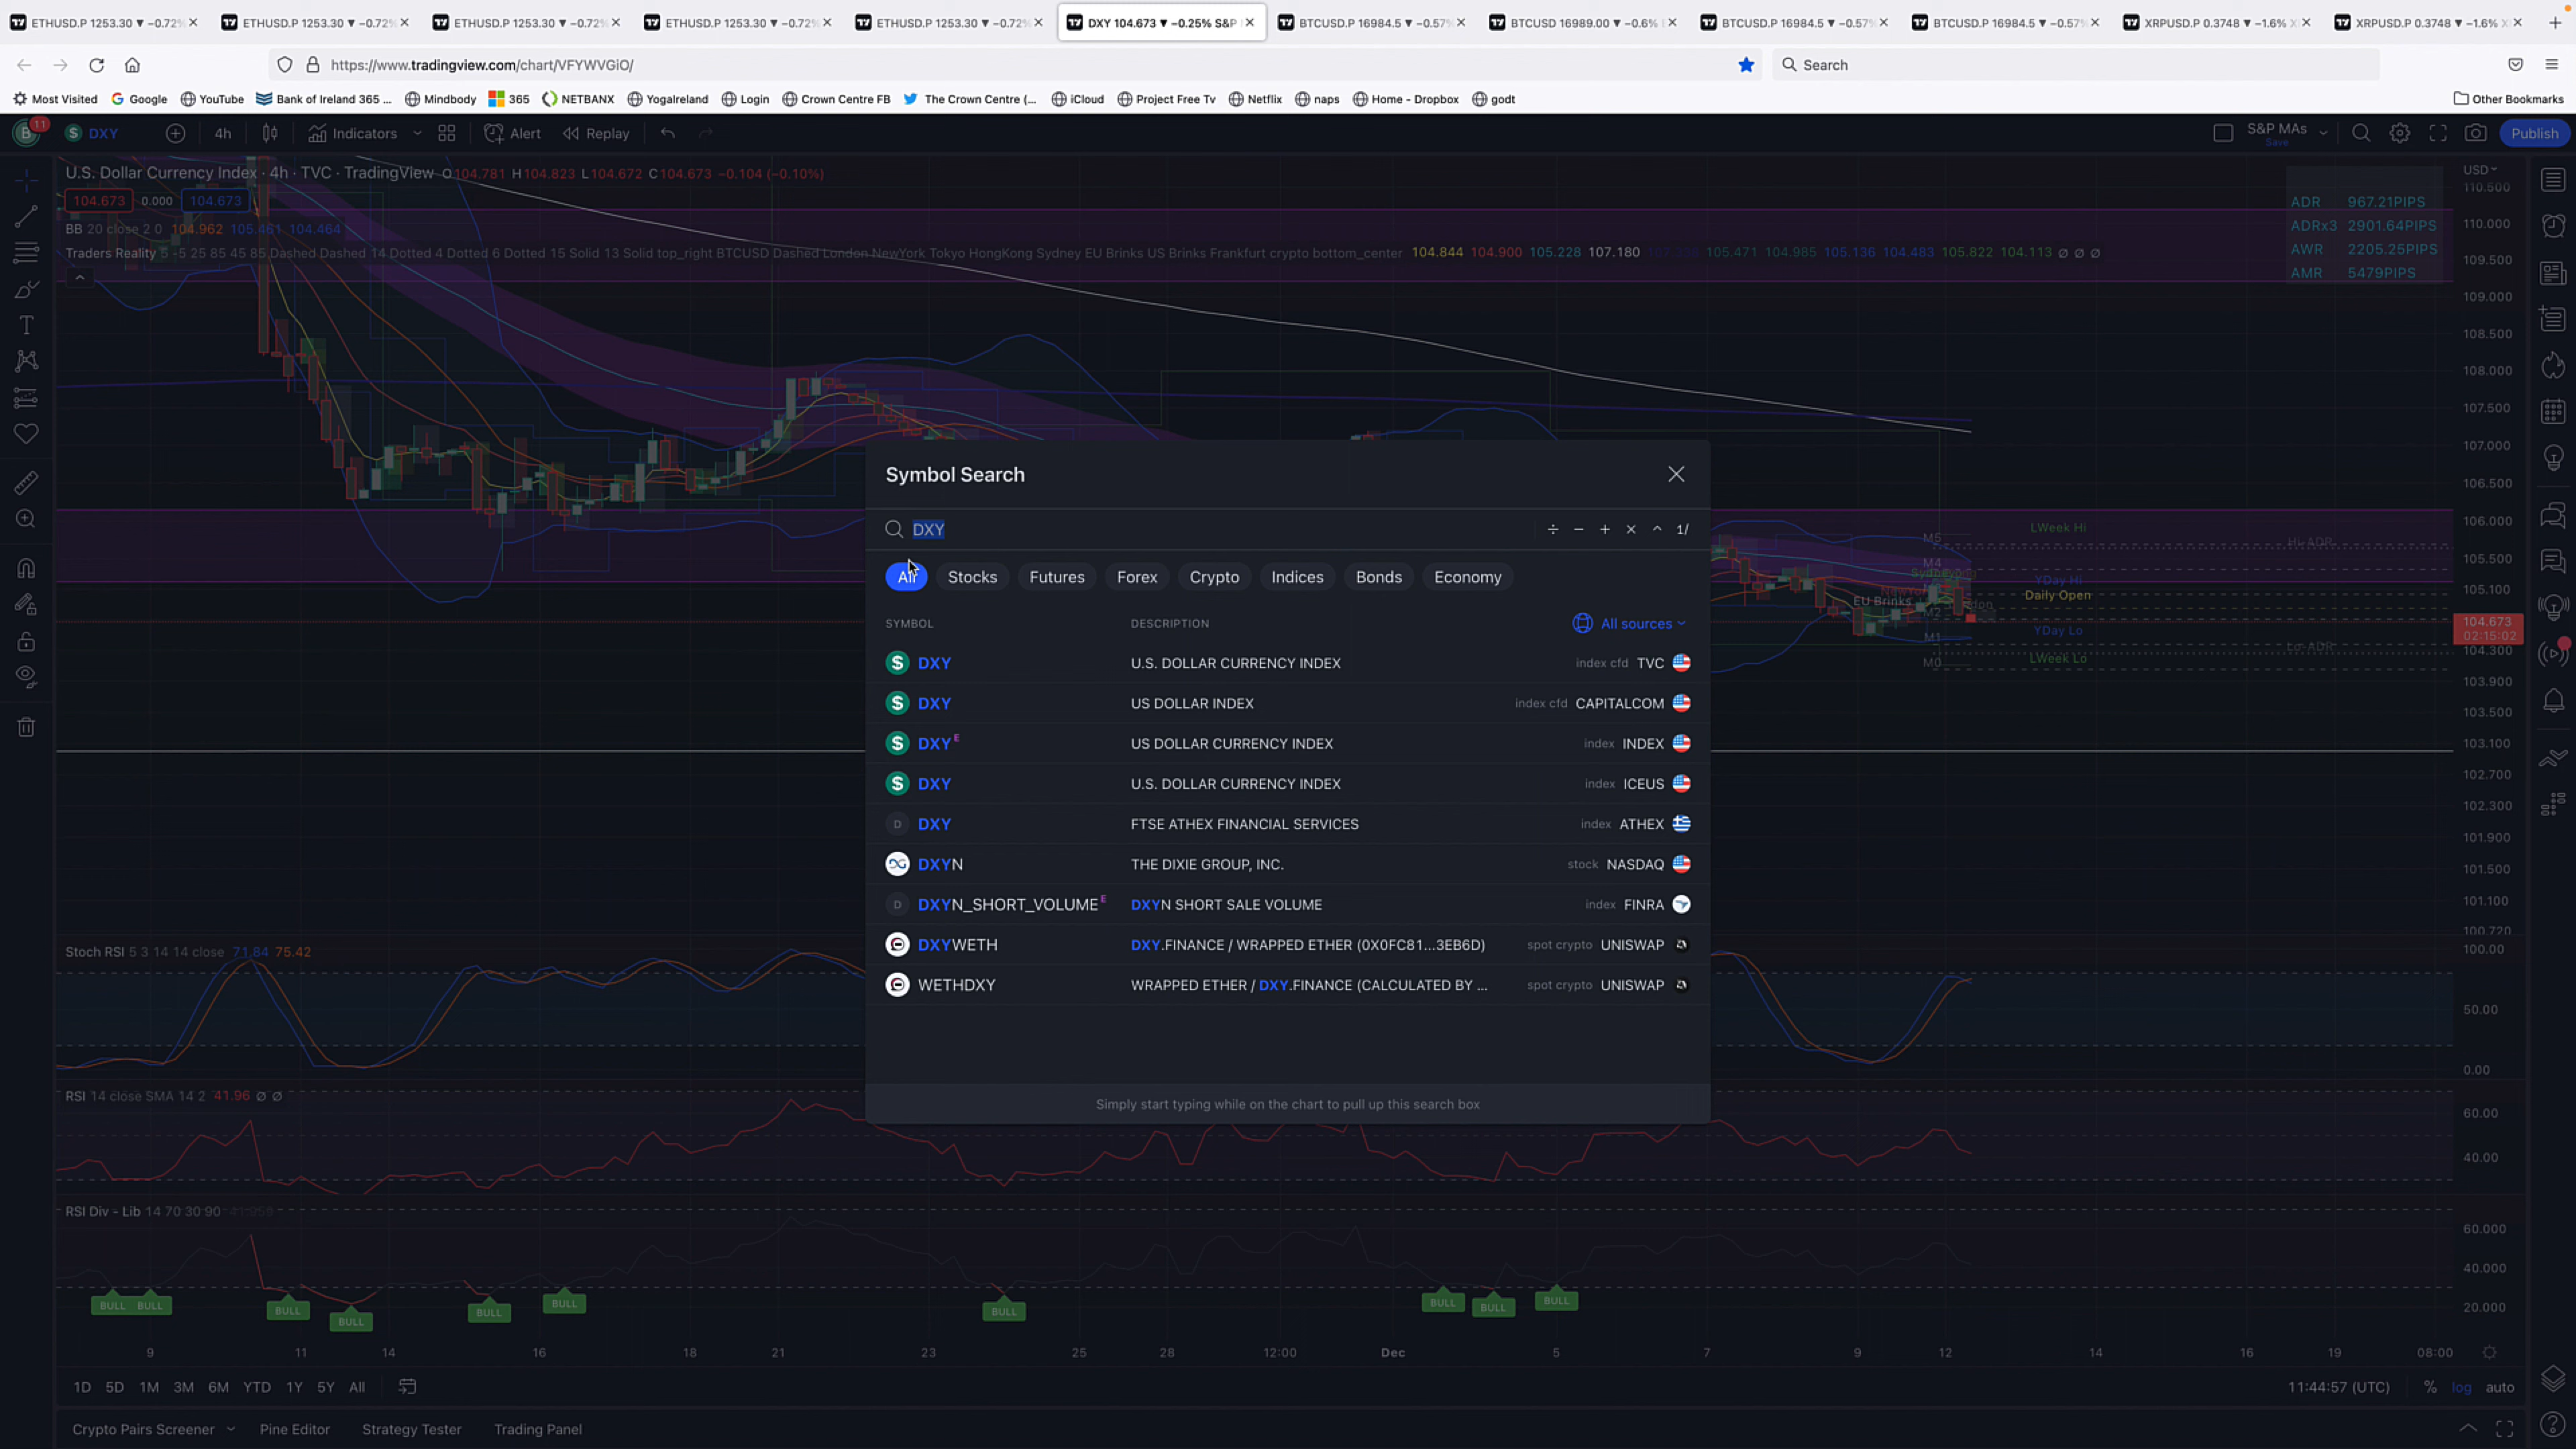 ETHUSD.P 1253.30 ▼ −0.72% ETHUSD.P 1253.30 ▼ −0.72% ETHUSD.P 1253.30 ▼ −0.72% ETHUSD.P 1253.30 ▼ −0.72% ETHUSD.P 1253.30 ▼ −0.72% DXY 104.673 ▼ −0.25% S&P BTCUSD.P 16984.5 ▼ −0.57% BTCUSD 16989.00 ▼ −0.6% BTCUSD.P 16984.5 ▼ −0.57% BTCUSD.P 16984.5 ▼ −0.57% XRPUSD.P 0.3748 ▼ −1.6% XRPUSD.P 0.3748 ▼ −1.6%
https://www.tradingview.com/chart/VFYWVGiO/ Search
Most Visited Google YouTube Bank of Ireland 365 ... Mindbody 365 NETBANX YogaIreland Login Crown Centre FB The Crown Centre (... iCloud Project Free Tv Netflix naps Home - Dropbox godt Other Bookmarks
B 11 DXY 4h Indicators Alert Replay S&P MAs Save Publish
U.S. Dollar Currency Index · 4h · TVC · TradingView O104.781 H104.823 L104.672 C104.673 −0.104 (−0.10%)
104.673 0.000 104.673
BB 20 close 2 0 104.962 105.461 104.464
Traders Reality 5 -5 25 85 45 85 Dashed Dashed 14 Dotted 4 Dotted 6 Dotted 15 Solid 13 Solid top_right BTCUSD Dashed London NewYork Tokyo HongKong Sydney EU Brinks US Brinks Frankfurt crypto bottom_center 104.844 104.900 105.228 107.180 105.471 104.985 105.136 104.483 105.822 104.113 ∅ ∅ ∅
ADR 967.21PIPS
ADRx3 2901.64PIPS
AWR 2205.25PIPS
AMR 5479PIPS
USD
110.500
110.000
109.500
109.000
108.500
108.000
107.500
107.000
106.500
106.000
105.500
105.100
104.673
02:15:02
104.300
103.900
103.500
103.100
102.700
102.300
101.900
101.500
101.100
100.720
Symbol Search
DXY ÷ − + × ^ 1/
All Stocks Futures Forex Crypto Indices Bonds Economy
SYMBOL DESCRIPTION All sources
DXY U.S. DOLLAR CURRENCY INDEX index cfd TVC
DXY US DOLLAR INDEX index cfd CAPITALCOM
DXY E US DOLLAR CURRENCY INDEX index INDEX
DXY U.S. DOLLAR CURRENCY INDEX index ICEUS
D DXY FTSE ATHEX FINANCIAL SERVICES index ATHEX
DXYN THE DIXIE GROUP, INC. stock NASDAQ
D DXYN_SHORT_VOLUME E DXYN SHORT SALE VOLUME index FINRA
DXYWETH DXY.FINANCE / WRAPPED ETHER (0X0FC81...3EB6D) spot crypto UNISWAP
WETHDXY WRAPPED ETHER / DXY.FINANCE (CALCULATED BY ... spot crypto UNISWAP
Simply start typing while on the chart to pull up this search box
M5 LWeek Hi
Hi-ADR
M4
YDay Hi
EU Brinks Daily Open
M2
YDay Lo
M1
Lo-ADR
M0 LWeek Lo
Stoch RSI 5 3 14 14 close 71.84 75.42
100.00
50.00
0.00
RSI 14 close SMA 14 2 41.96 ∅ ∅
60.00
40.00
RSI Div - Lib 14 70 30 90
60.000
40.000
20.000
BULL BULL BULL BULL BULL BULL BULL BULL BULL BULL
9 11 14 16 18 21 23 25 28 12:00 Dec 5 7 9 12 14 16 19 08:00
1D 5D 1M 3M 6M YTD 1Y 5Y All 11:44:57 (UTC) % log auto
Crypto Pairs Screener Pine Editor Strategy Tester Trading Panel